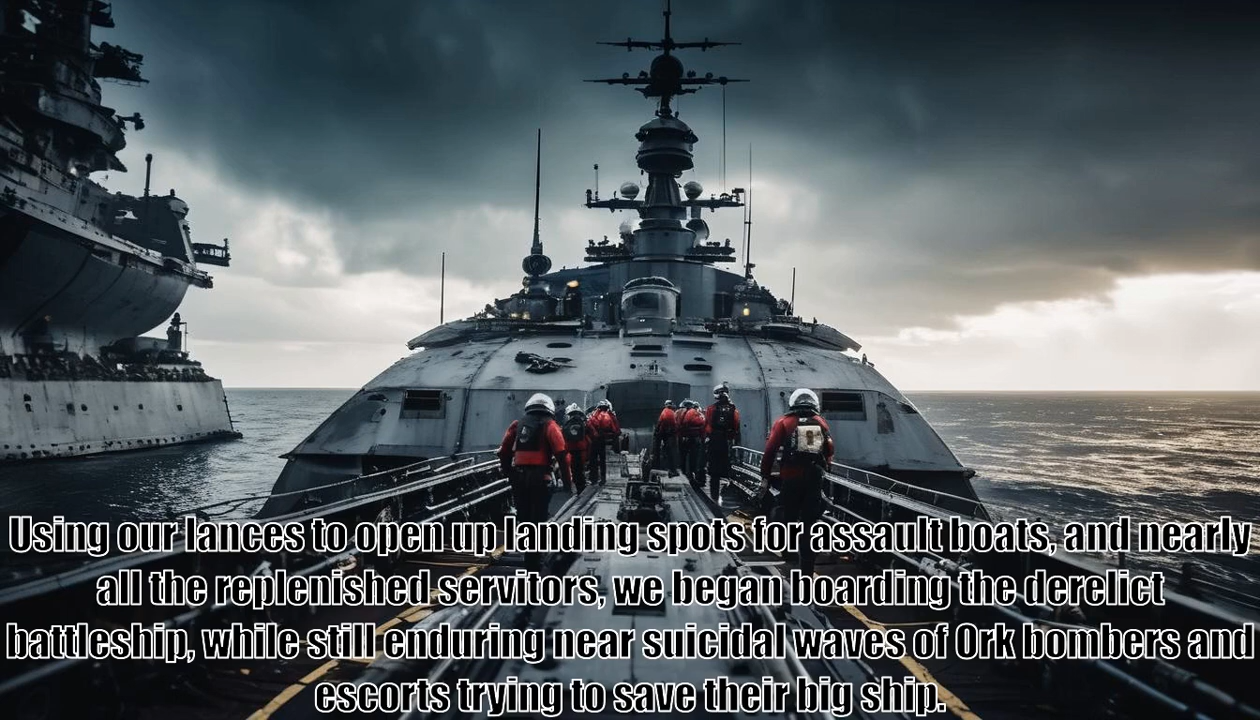 Using our lances to open up landing spots for assault boats, and nearly
all the replenished servitors, we began boarding the derelict
battleship, while still enduring near suicidal waves of Ork bombers and
escorts trying to save their big ship.